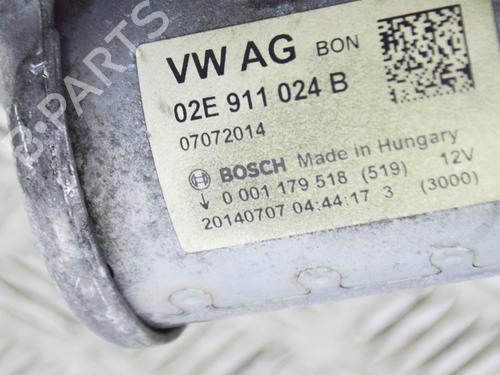 VW AG BON
02E 911 024 B
07072014
BOSCH Made in Hungary
0 001 179 518 (519) 12V
20140707 04:44:17 3 (3000)
B-PARTS